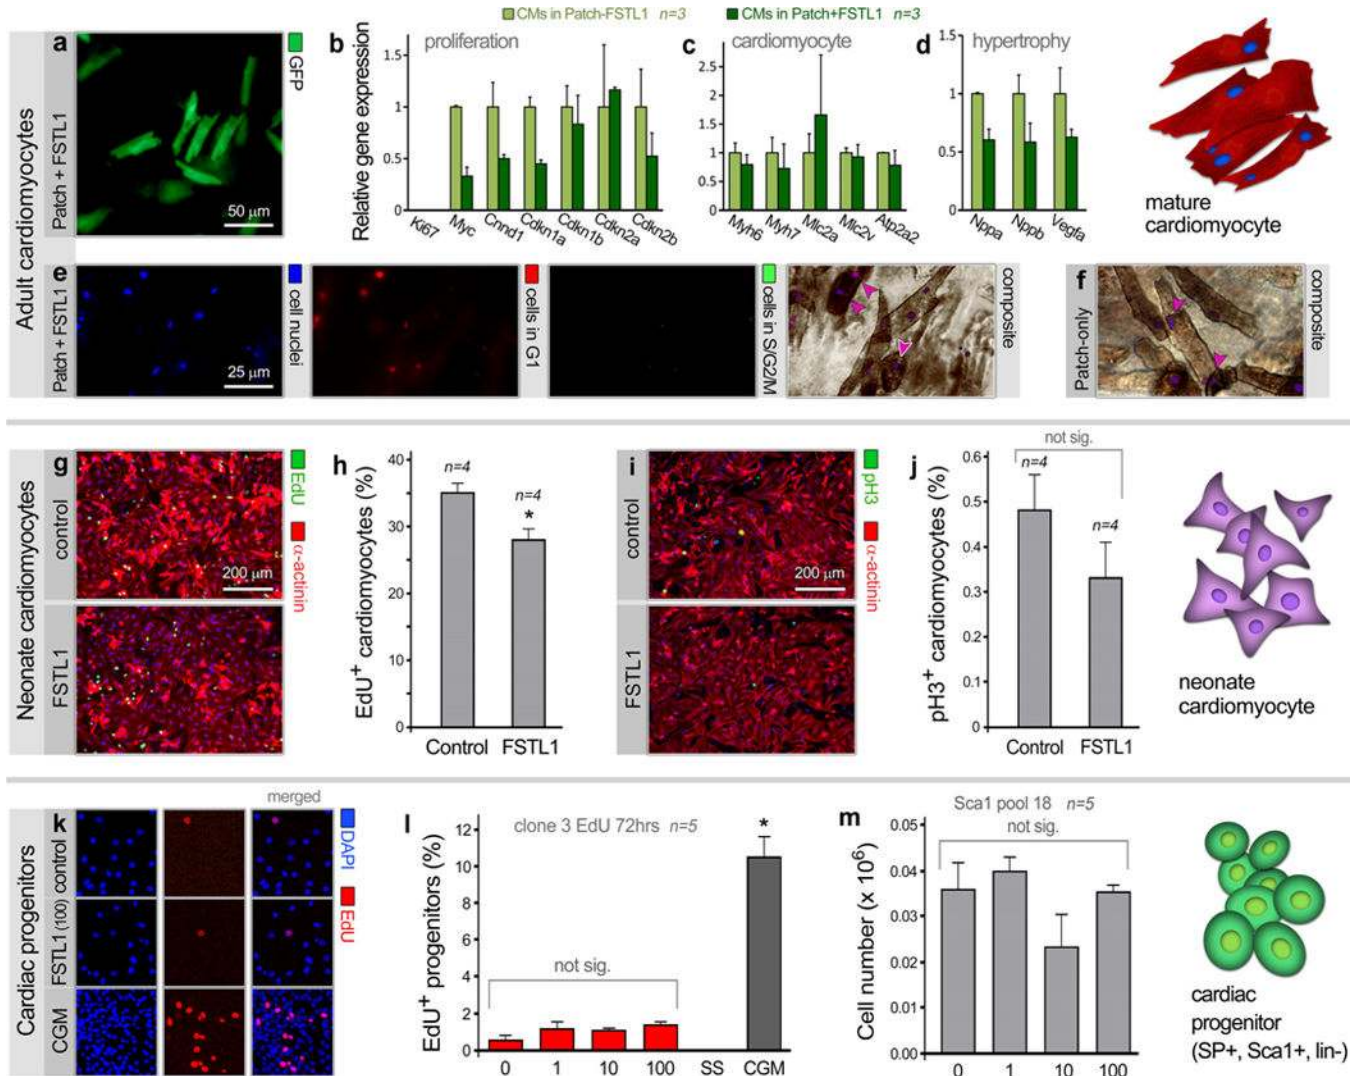 CMs in Patch-FSTL1 n=3 CMs in Patch+FSTL1 n=3
Adult cardiomyocytes
Patch + FSTL1
a
GFP
50 μm
b
proliferation
Relative gene expression
1.5
1
0.5
0
Ki67 Myc Cnnd1 Cdkn1a Cdkn1b Cdkn2a Cdkn2b
c
cardiomyocyte
2.5
2
1.5
1
0.5
0
Myh6 Myh7 Mlc2a Mlc2v Atp2a2
d
hypertrophy
1.5
1
0.5
0
Nppa Nppb Vegfa
mature
cardiomyocyte
Patch + FSTL1
e
25 μm
cell nuclei
cells in G1
cells in S/G2/M
composite
Patch-only
f
composite
Neonate cardiomyocytes
g
control
200 μm
FSTL1
EdU
α-actinin
h
EdU+ cardiomyocytes (%)
40
30
20
10
0
n=4
n=4
*
Control FSTL1
i
control
200 μm
FSTL1
pH3
α-actinin
j
pH3+ cardiomyocytes (%)
not sig.
0.6
0.5
0.4
0.3
0.2
0.1
0
n=4
n=4
Control FSTL1
neonate
cardiomyocyte
Cardiac progenitors
k
merged
control
FSTL1 (100)
CGM
DAPI
EdU
l
clone 3 EdU 72hrs n=5
EdU+ progenitors (%)
12
10
8
6
4
2
0
not sig.
*
0 1 10 100 SS CGM
m
Sca1 pool 18 n=5
not sig.
Cell number (x 10^6)
0.05
0.04
0.03
0.04
0.01
0.00
0 1 10 100
cardiac
progenitor
(SP+, Sca1+, lin-)